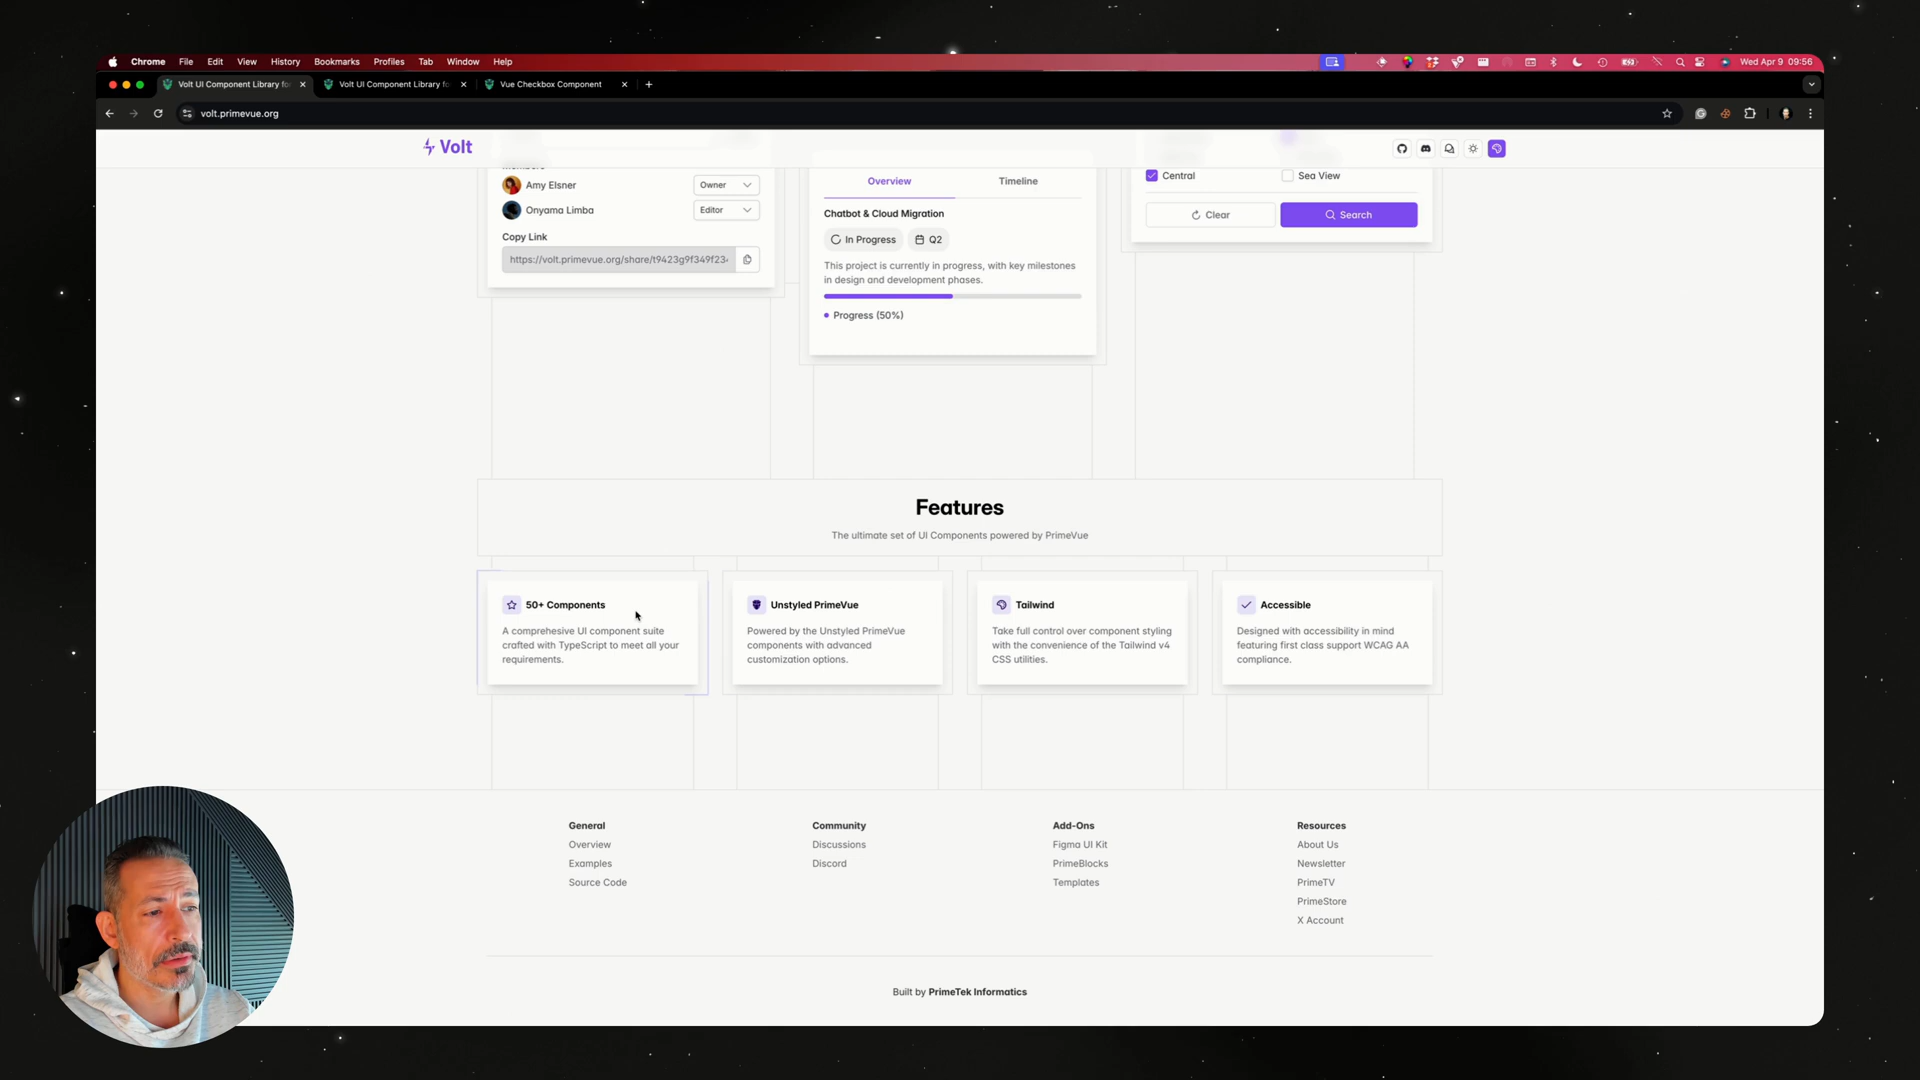 Chrome File Edit View History Bookmarks Profiles Tab Window Help Wed Apr 9 09:56
Volt UI Component Library fo Volt UI Component Library fo Vue Checkbox Component
volt.primevue.org
Volt
Amy Elsner Owner
Onyama Limba Editor
Copy Link
https://volt.primevue.org/share/t9423g9f349f234
Overview Timeline
Chatbot & Cloud Migration
In Progress Q2
This project is currently in progress, with key milestones
in design and development phases.
Progress (50%)
Central Sea View
Clear Search
Features
The ultimate set of UI Components powered by PrimeVue
50+ Components
A comprehesive UI component suite
crafted with TypeScript to meet all your
requirements.
Unstyled PrimeVue
Powered by the Unstyled PrimeVue
components with advanced
customization options.
Tailwind
Take full control over component styling
with the convenience of the Tailwind v4
CSS utilities.
Accessible
Designed with accessibility in mind
featuring first class support WCAG AA
compliance.
General
Overview
Examples
Source Code
Community
Discussions
Discord
Add-Ons
Figma UI Kit
PrimeBlocks
Templates
Resources
About Us
Newsletter
PrimeTV
PrimeStore
X Account
Built by PrimeTek Informatics